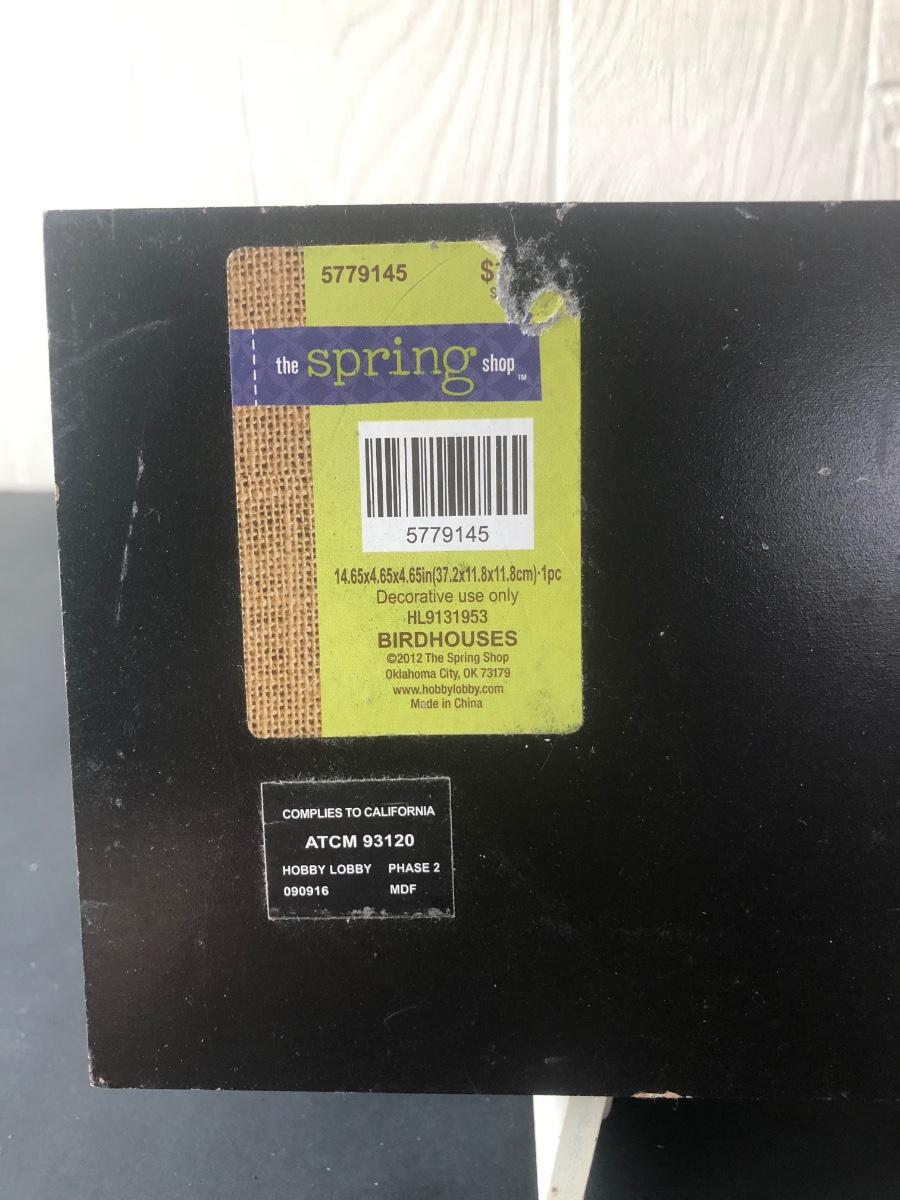 5779145 $
the spring shop™
5779145
14.65x4.65x4.65in(37.2x11.8x11.8cm)·1pc
Decorative use only
HL9131953
BIRDHOUSES
©2012 The Spring Shop
Oklahoma City, OK 73179
www.hobbylobby.com
Made in China
COMPLIES TO CALIFORNIA
ATCM 93120
HOBBY LOBBY PHASE 2
090916 MDF